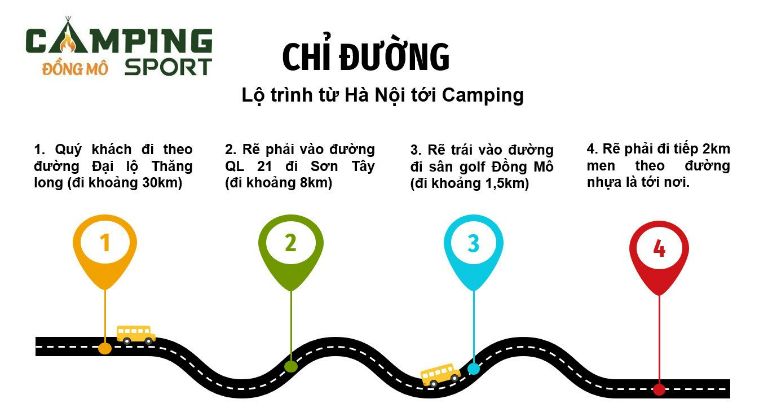 CAMPING
ĐỒNG MÔ SPORT
CHỈ ĐƯỜNG
Lộ trình từ Hà Nội tới Camping
1. Quý khách đi theo
đường Đại lộ Thăng
long (đi khoảng 30km)
2. Rẽ phải vào đường
QL 21 đi Sơn Tây
(đi khoảng 8km)
3. Rẽ trái vào đường
đi sân golf Đồng Mô
(đi khoảng 1,5km)
4. Rẽ phải đi tiếp 2km
men theo đường
nhựa là tới nơi.
1
2
3
4